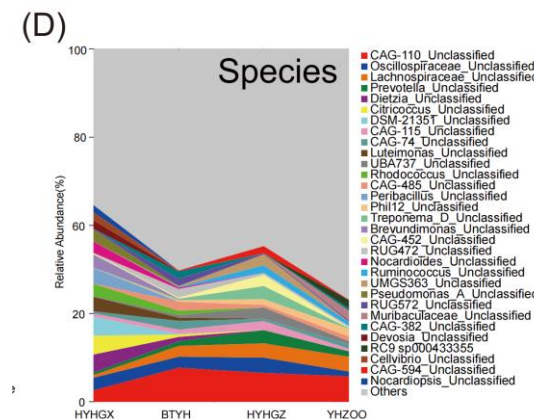 (D)
Species
Relative Abundance(%)
100
80
60
40
20
0
HYHGX
BTYH
HYHGZ
YHZOO
CAG-110_Unclassified
Oscillospiraceae_Unclassified
Lachnospiraceae_Unclassified
Prevotella_Unclassified
Dietzia_Unclassified
Citricoccus_Unclassified
DSM-21351_Unclassified
CAG-115_Unclassified
CAG-74_Unclassified
Luteimonas_Unclassified
UBA737_Unclassified
Rhodococcus_Unclassified
CAG-485_Unclassified
Peribacillus_Unclassified
Phil12_Unclassified
Treponema_D_Unclassified
Brevundimonas_Unclassified
CAG-452_Unclassified
RUG472_Unclassified
Nocardioides_Unclassified
Ruminococcus_Unclassified
UMGS363_Unclassified
Pseudomonas_A_Unclassified
RUG572_Unclassified
Muribaculaceae_Unclassified
CAG-382_Unclassified
Devosia_Unclassified
RC9 sp000433355
Cellvibrio_Unclassified
CAG-594_Unclassified
Nocardiopsis_Unclassified
Others